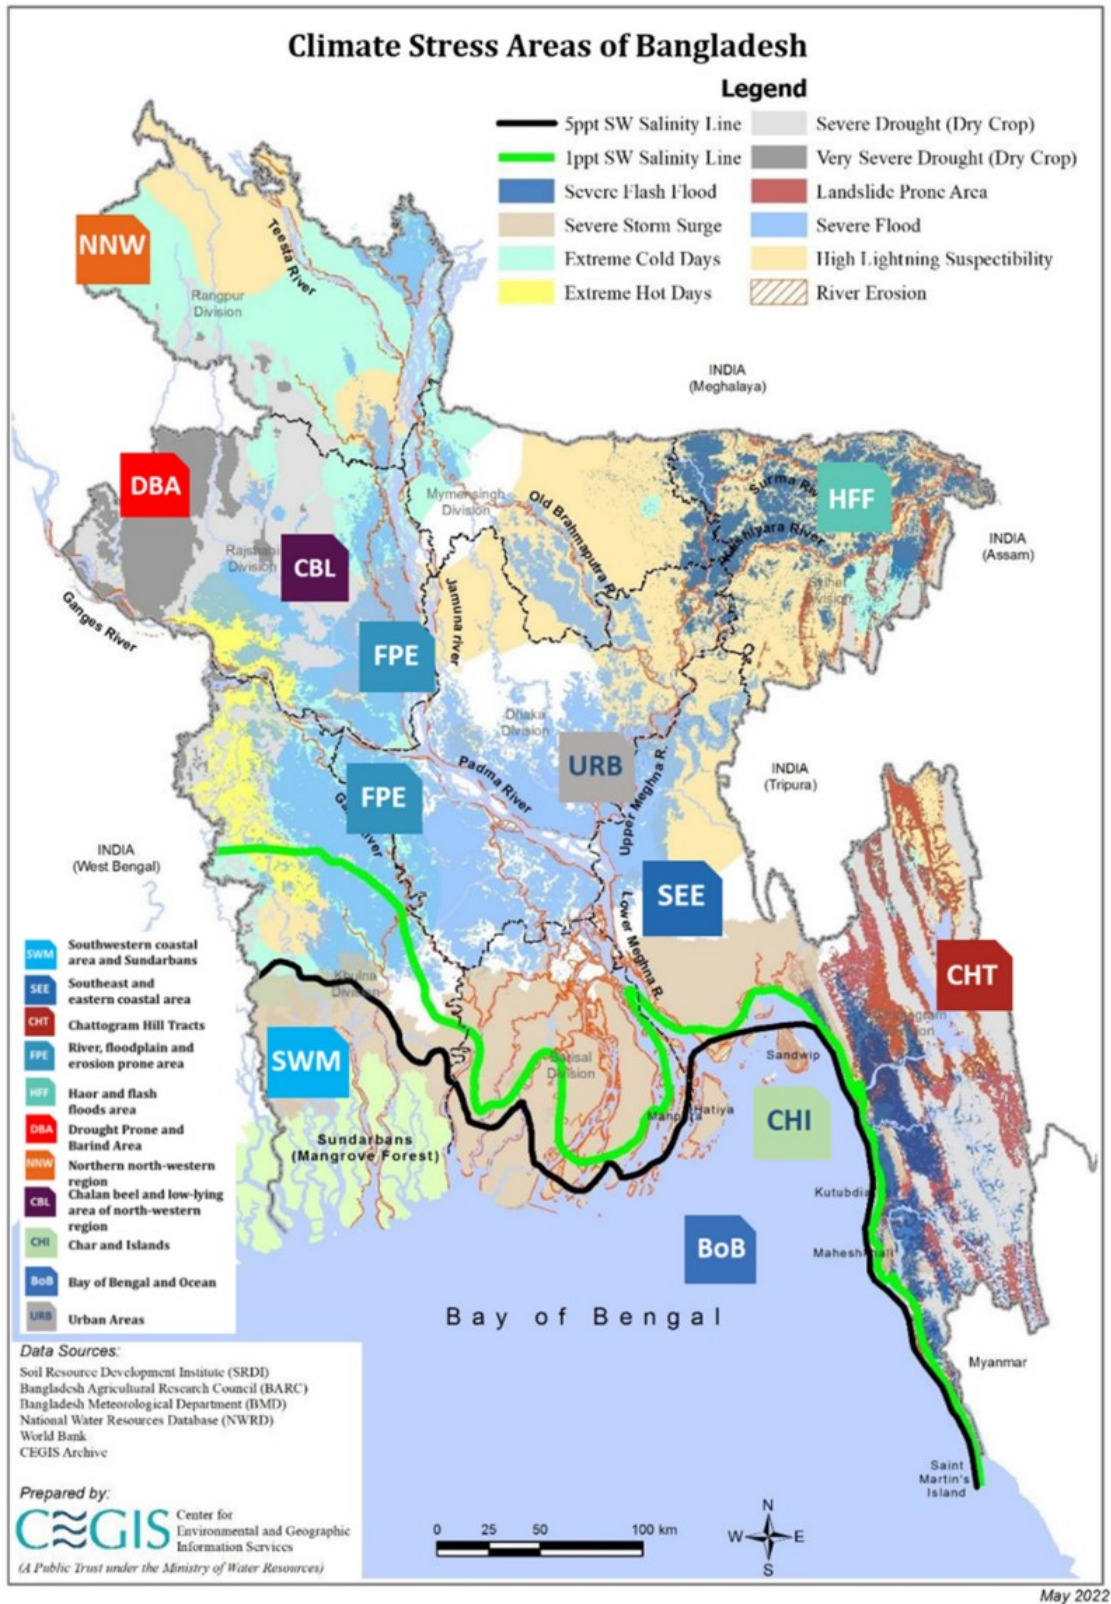 Climate Stress Areas of Bangladesh
Legend
5ppt SW Salinity Line
1ppt SW Salinity Line
Severe Flash Flood
Severe Storm Surge
Extreme Cold Days
Extreme Hot Days
Severe Drought (Dry Crop)
Very Severe Drought (Dry Crop)
Landslide Prone Area
Severe Flood
High Lightning Suspectibility
River Erosion
NNW
Teesta River
Rangpur
Division
INDIA
(Meghalaya)
DBA
CBL
Mymensingh
Division
Old Brahmaputra R.
Surma
HFF
River
INDIA
(Assam)
Division
Ganges River
Jamuna river
FPE
Dhaka
Division
URB
Padma River
FPE
Upper Meghna R.
INDIA
(Tripura)
INDIA
(West Bengal)
SEE
Lower Meghna R.
CHT
Khulna
Division
SWM
Division
Sandwip
Hatiya
CHI
Sundarbans
(Mangrove Forest)
Kutubdia
BoB
Bay of Bengal
Myanmar
Saint
Martin's
Island
SWM Southwestern coastal
area and Sundarbans
SEE Southeast and
eastern coastal area
CHT Chattogram Hill Tracts
FPE River, floodplain and
erosion prone area
HFF Haor and flash
floods area
DBA Drought Prone and
Barind Area
NNW Northern north-western
region
CBL Chalan beel and low-lying
area of north-western
region
CHI Char and Islands
BoB Bay of Bengal and Ocean
URB Urban Areas
Data Sources:
Soil Resource Development Institute (SRDI)
Bangladesh Agricultural Research Council (BARC)
Bangladesh Meteorological Department (BMD)
National Water Resources Database (NWRD)
World Bank
CEGIS Archive
Prepared by:
CEGIS Center for
Environmental and Geographic
Information Services
(A Public Trust under the Ministry of Water Resources)
0 25 50 100 km
N
W E
S
May 2022